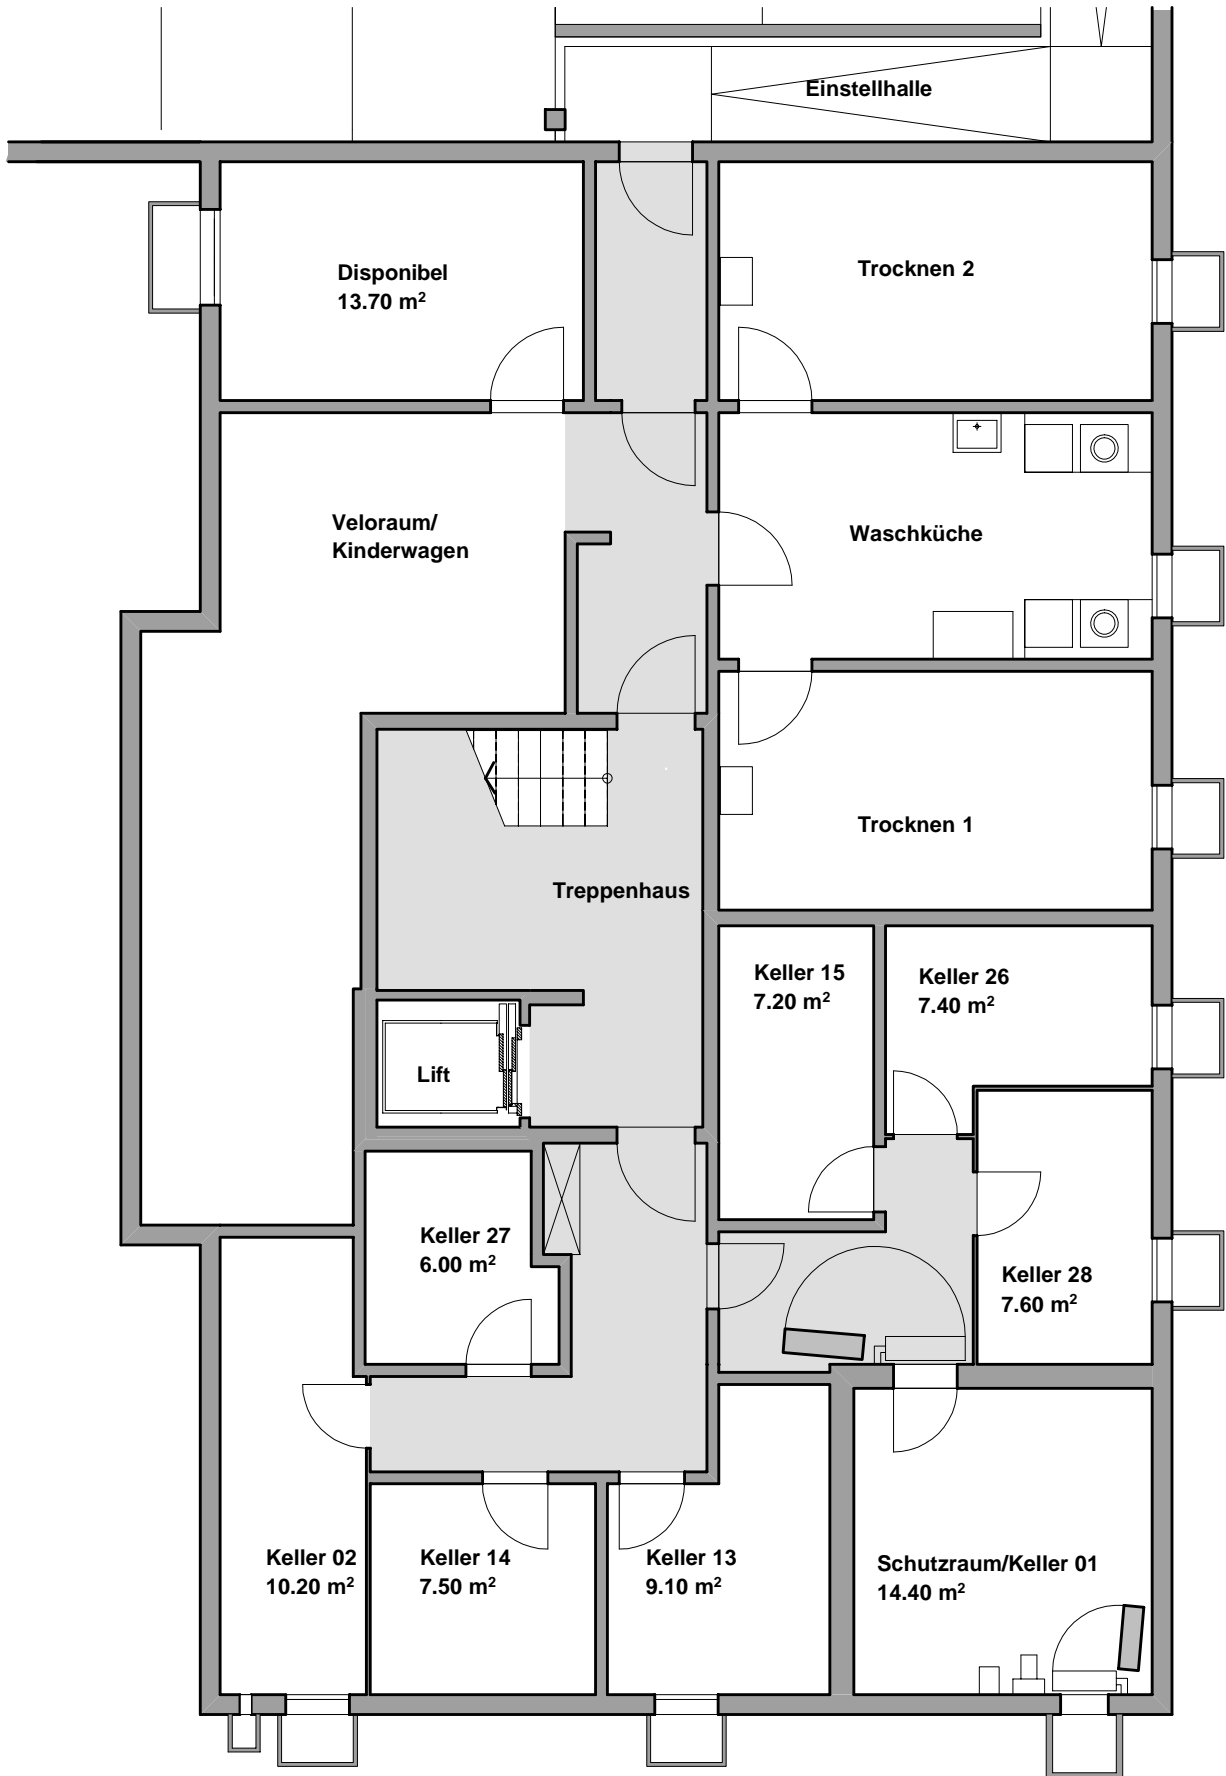 Einstellhalle
Disponibel
13.70 m²
Trocknen 2
Veloraum/
Kinderwagen
Waschküche
Trocknen 1
Treppenhaus
Keller 15
7.20 m²
Keller 26
7.40 m²
Lift
Keller 27
6.00 m²
Keller 28
7.60 m²
Keller 02
10.20 m²
Keller 14
7.50 m²
Keller 13
9.10 m²
Schutzraum/Keller 01
14.40 m²